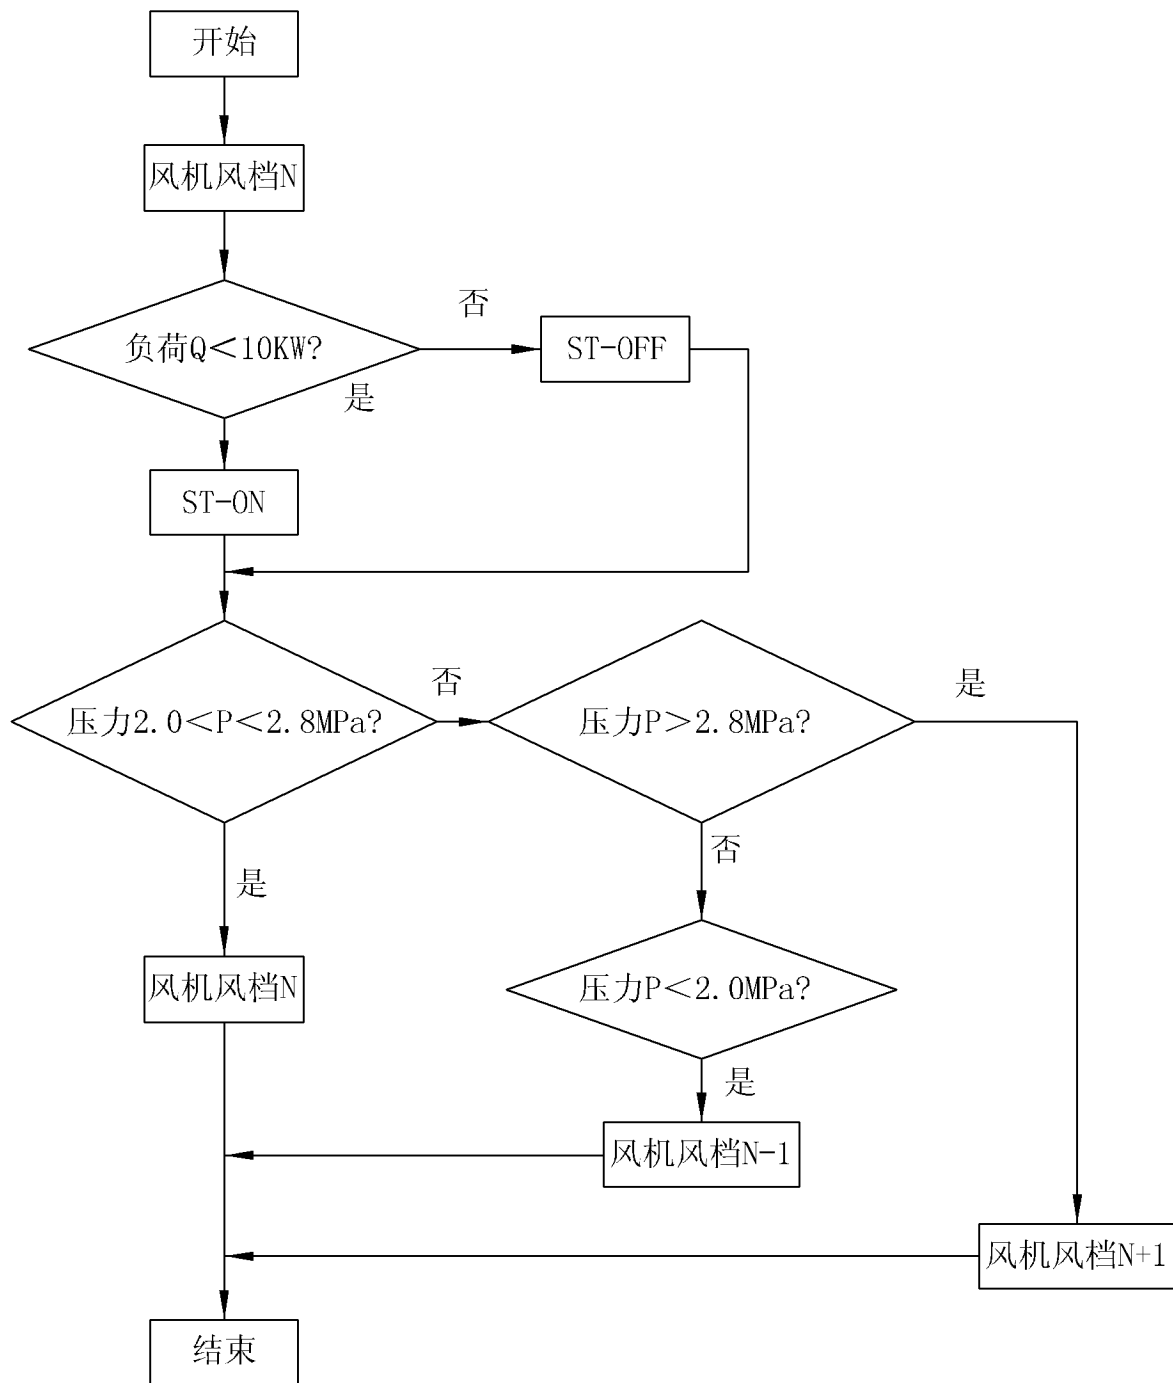 开始
风机风档N
负荷Q＜10KW?
否
ST-OFF
是
ST-ON
压力2.0＜P＜2.8MPa?
否
压力P＞2.8MPa?
是
否
是
风机风档N
压力P＜2.0MPa?
是
风机风档N-1
风机风档N+1
结束